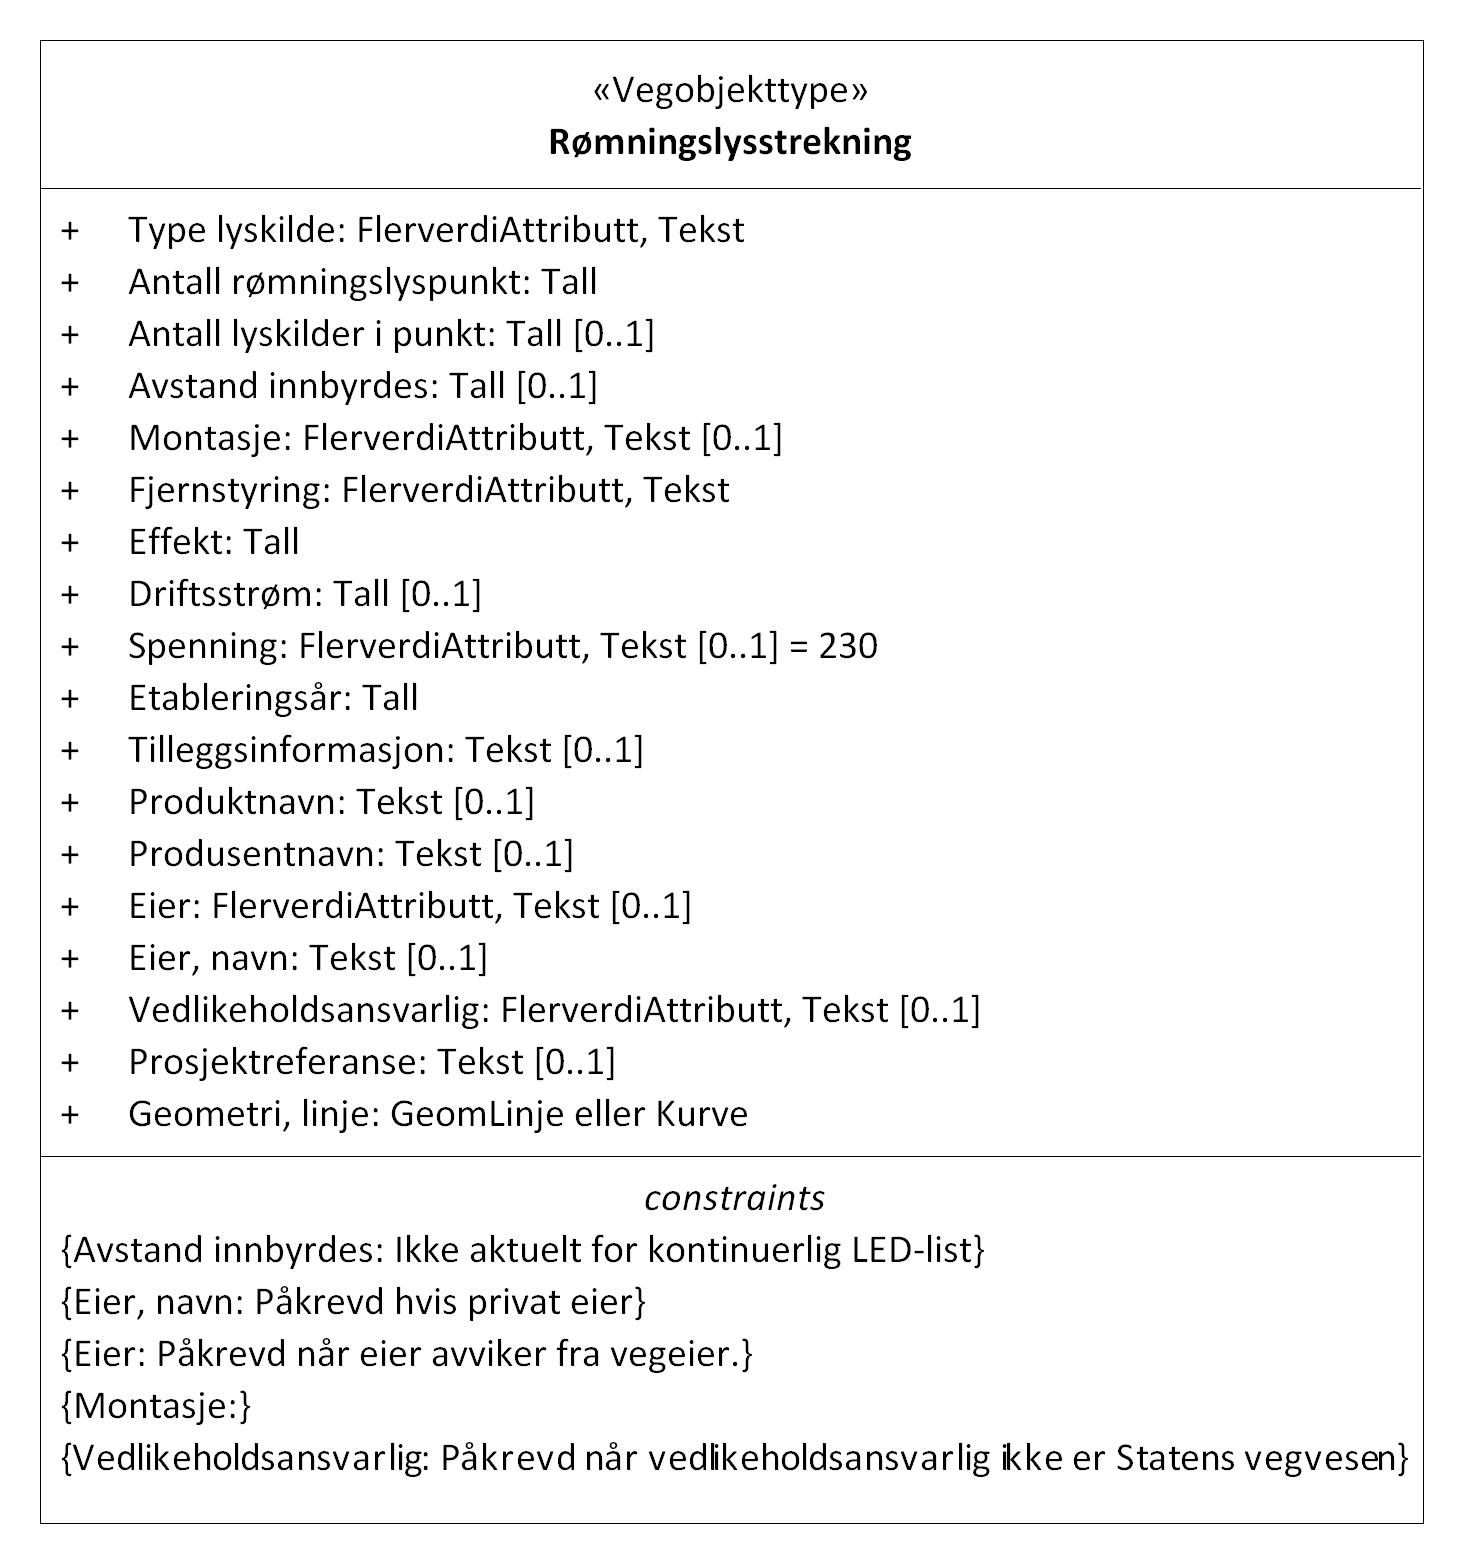 «Vegobjekttype»
Rømningslysstrekning
+ Type lyskilde: FlerverdiAttributt, Tekst
+ Antall rømningslyspunkt: Tall
+ Antall lyskilder i punkt: Tall [0..1]
+ Avstand innbyrdes: Tall [0..1]
+ Montasje: FlerverdiAttributt, Tekst [0..1]
+ Fjernstyring: FlerverdiAttributt, Tekst
+ Effekt: Tall
+ Driftsstrøm: Tall [0..1]
+ Spenning: FlerverdiAttributt, Tekst [0..1] = 230
+ Etableringsår: Tall
+ Tilleggsinformasjon: Tekst [0..1]
+ Produktnavn: Tekst [0..1]
+ Produsentnavn: Tekst [0..1]
+ Eier: FlerverdiAttributt, Tekst [0..1]
+ Eier, navn: Tekst [0..1]
+ Vedlikeholdsansvarlig: FlerverdiAttributt, Tekst [0..1]
+ Prosjektreferanse: Tekst [0..1]
+ Geometri, linje: GeomLinje eller Kurve
constraints
{Avstand innbyrdes: Ikke aktuelt for kontinuerlig LED-list}
{Eier, navn: Påkrevd hvis privat eier}
{Eier: Påkrevd når eier avviker fra vegeier.}
{Montasje:}
{Vedlikeholdsansvarlig: Påkrevd når vedlikeholdsansvarlig ikke er Statens vegvesen}